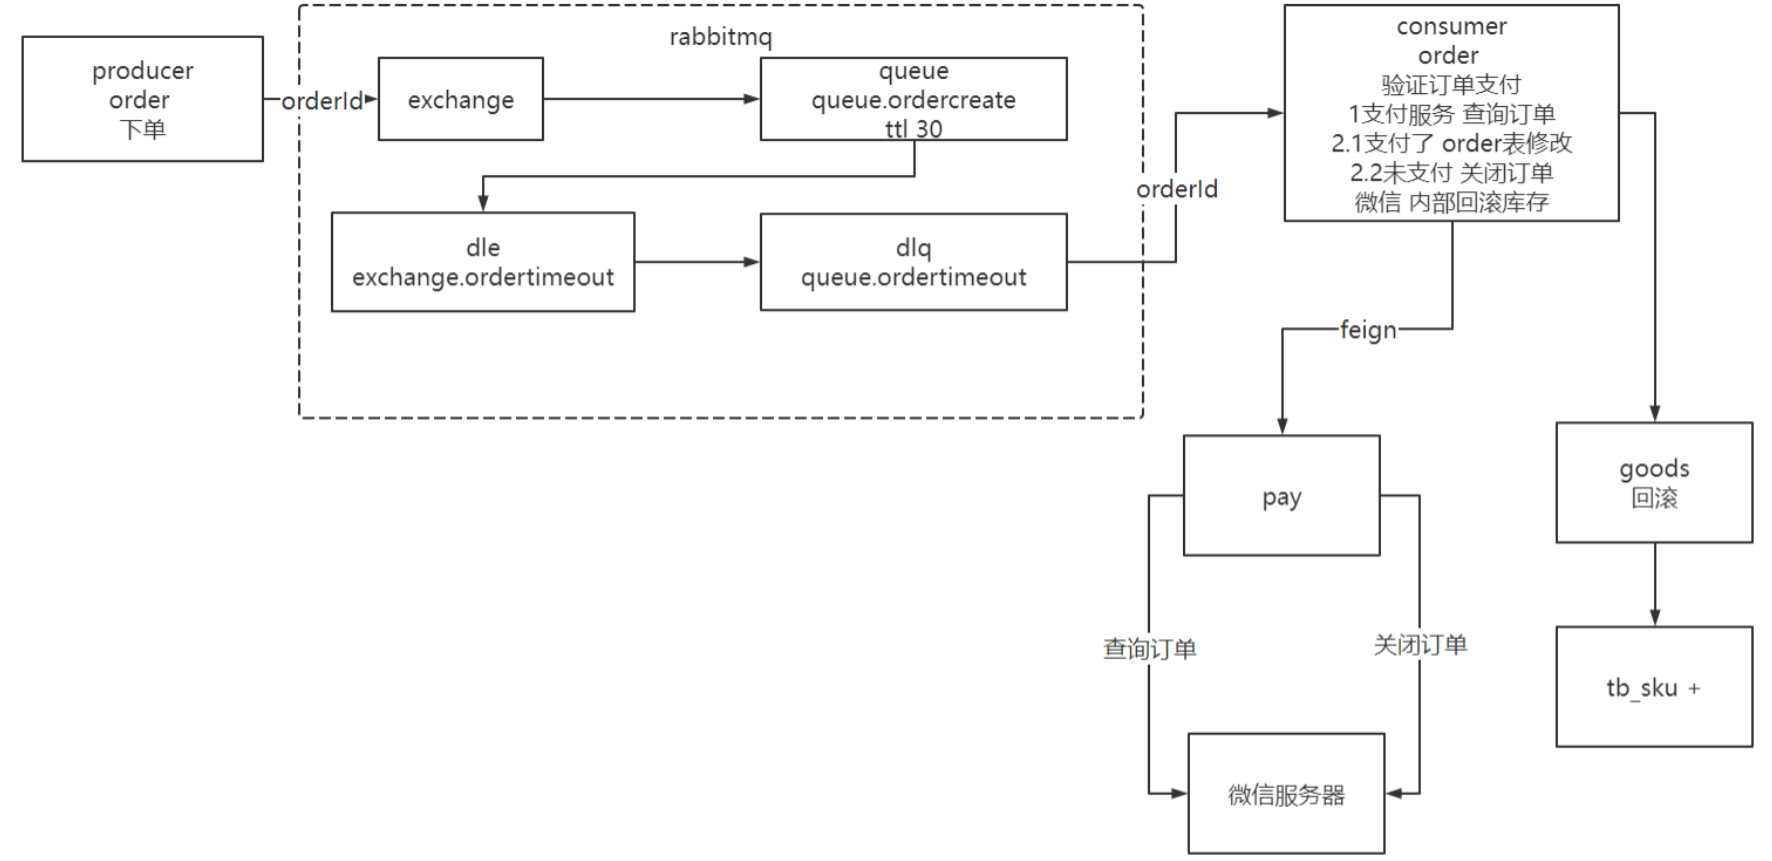 producer
order
下单
orderId
rabbitmq
exchange
queue
queue.ordercreate
ttl 30
dle
exchange.ordertimeout
dlq
queue.ordertimeout
orderId
consumer
order
验证订单支付
1支付服务 查询订单
2.1支付了 order表修改
2.2未支付 关闭订单
微信 内部回滚库存
feign
pay
goods
回滚
查询订单
关闭订单
tb_sku +
微信服务器